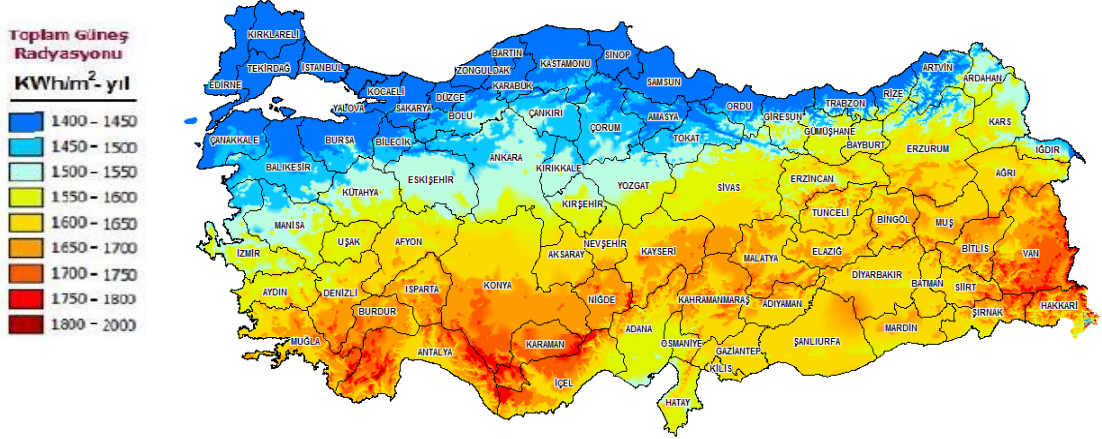 Toplam Güneş
Radyasyonu
KWh/m²- yıl
1400 - 1450
1450 - 1500
1500 - 1550
1550 - 1600
1600 - 1650
1650 - 1700
1700 - 1750
1750 - 1800
1800 - 2000
KIRKLARELİ
TEKİRDAĞ
İSTANBUL
EDİRNE
KOCAELİ
YALOVA
SAKARYA
DÜZCE
BOLU
ZONGULDAK
BARTIN
KARABÜK
KASTAMONU
SİNOP
SAMSUN
ORDU
GİRESUN
TRABZON
RİZE
ARTVİN
ARDAHAN
KARS
IĞDIR
ÇANAKKALE
BURSA
BİLECİK
BALIKESİR
KÜTAHYA
ESKİŞEHİR
ANKARA
ÇANKIRI
KIRIKKALE
ÇORUM
AMASYA
TOKAT
YOZGAT
KIRŞEHİR
SİVAS
GÜMÜŞHANE
BAYBURT
ERZİNCAN
ERZURUM
AĞRI
MANİSA
İZMİR
UŞAK
AFYON
AKSARAY
NEVŞEHİR
KAYSERİ
MALATYA
TUNCELİ
ELAZIĞ
BİNGÖL
MUŞ
BİTLİS
VAN
AYDIN
DENİZLİ
ISPARTA
BURDUR
KONYA
NİĞDE
KAHRAMANMARAŞ
ADIYAMAN
DİYARBAKIR
BATMAN
SİİRT
ŞIRNAK
HAKKARİ
MUĞLA
ANTALYA
KARAMAN
İÇEL
ADANA
OSMANİYE
GAZİANTEP
KİLİS
HATAY
ŞANLIURFA
MARDİN